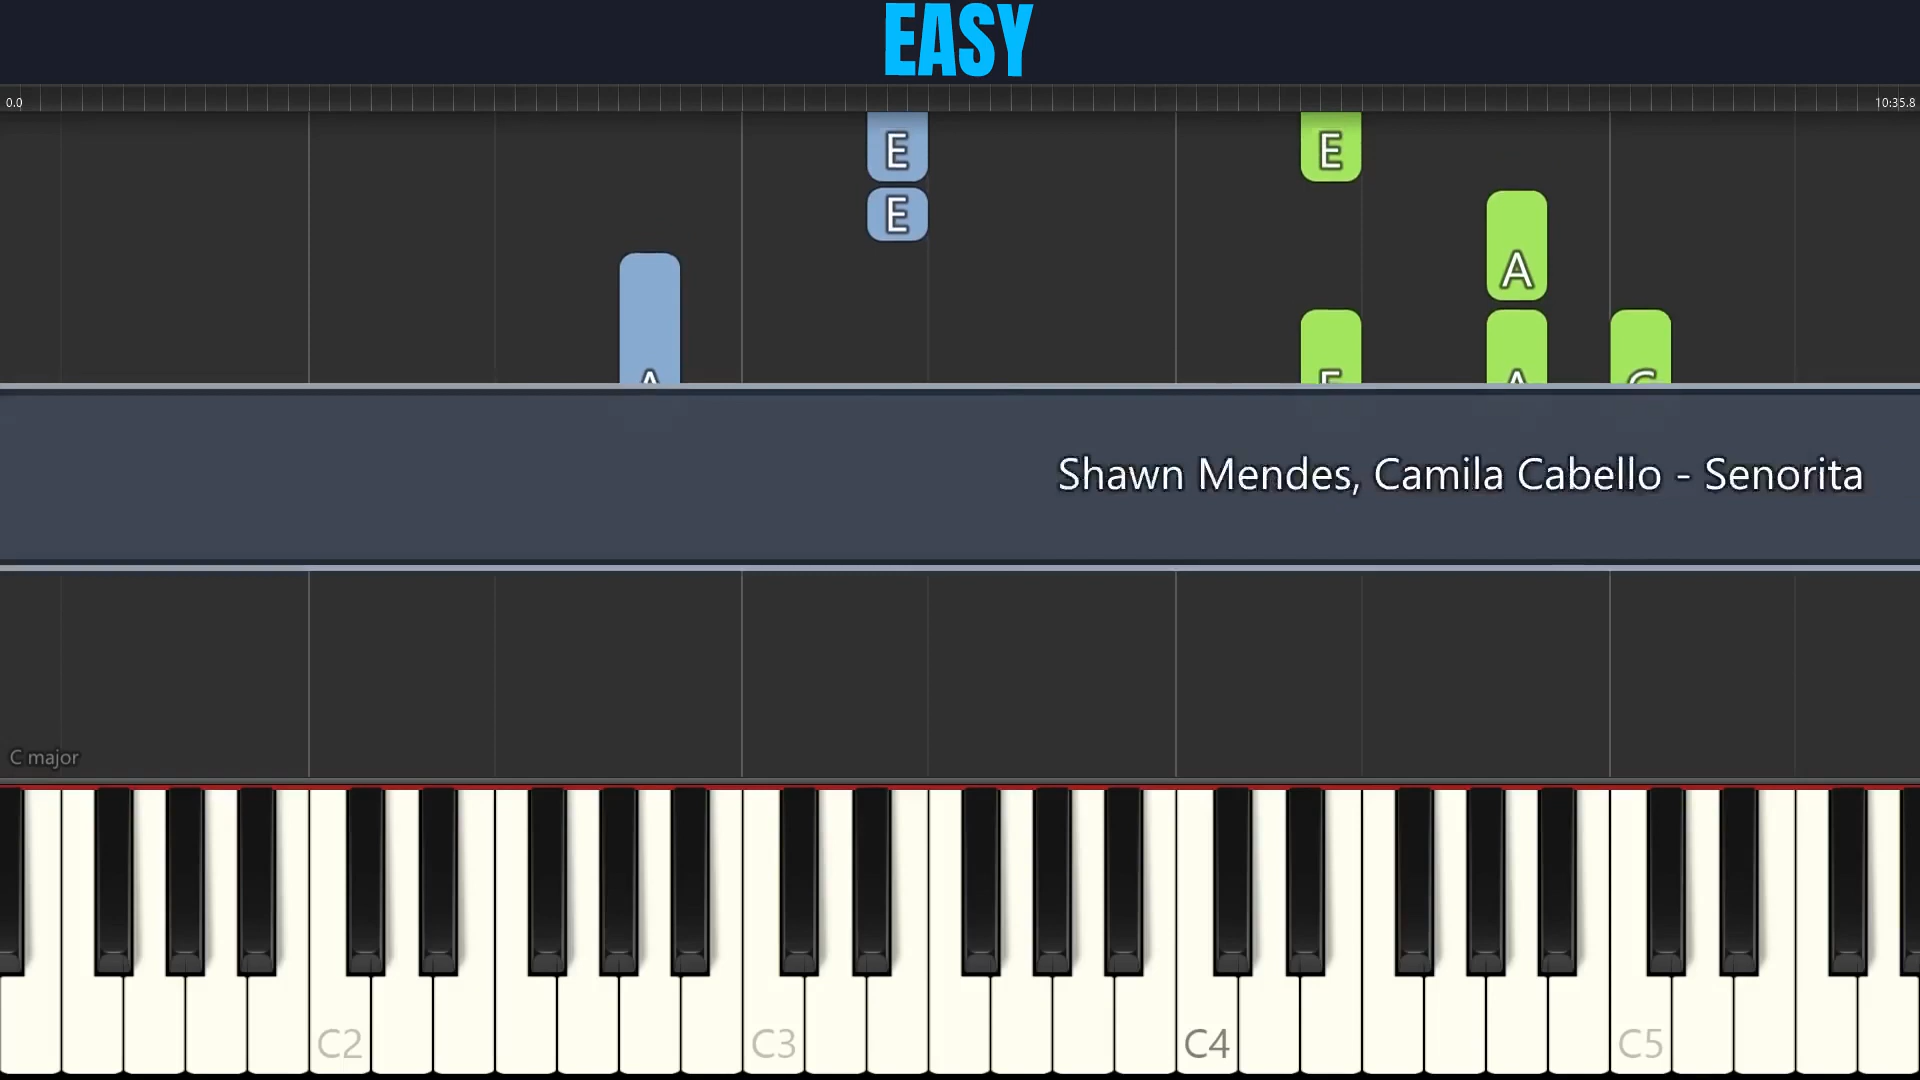 EASY
0.0 10:35.8
E E
E
A
A E A C
Shawn Mendes, Camila Cabello - Senorita
C major
C2 C3 C4 C5